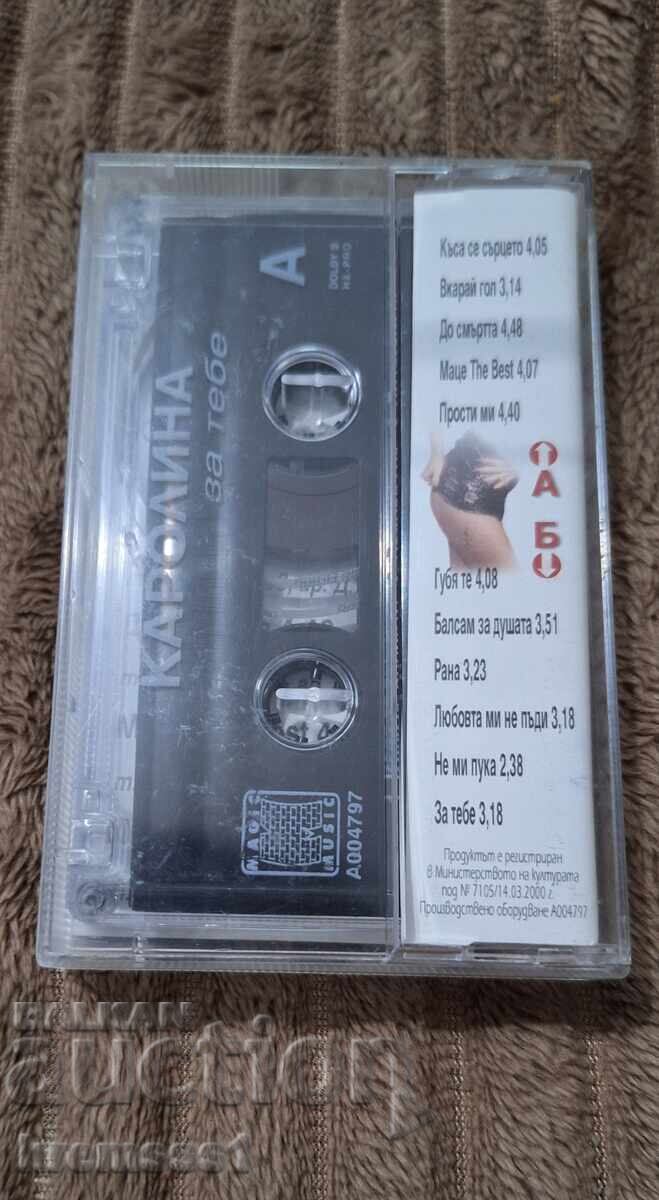 КАРОЛИНА
за тебе
A
DOLBY B
HX-PRO
MAGIC
MUSIC
A004797
Къса се сърцето 4,05
Вкарай гол 3,14
До смъртта 4,48
Маце The Best 4,07
Прости ми 4,40
А
Б
Губя те 4,08
Балсам за душата 3,51
Рана 3,23
Любовта ми не пъди 3,18
Не ми пука 2,38
За тебе 3,18
Продуктът е регистриран
в Министерството на културата
под № 7105/14.03.2000 г.
Производствено оборудване А004797
BALKAN
auction